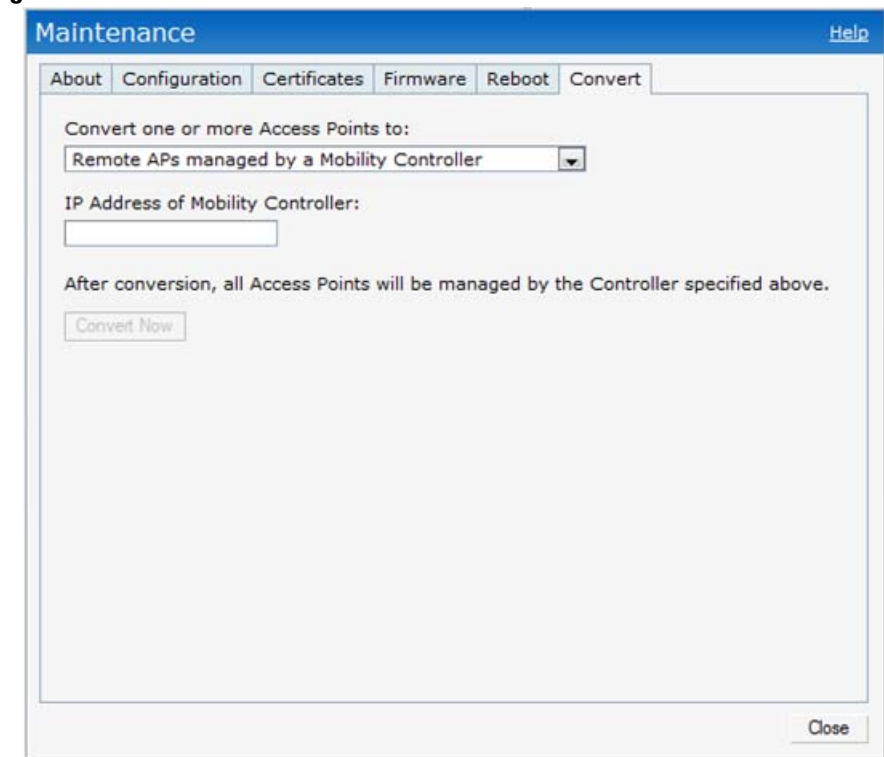 Maintenance Help
About Configuration Certificates Firmware Reboot Convert
Convert one or more Access Points to:
Remote APs managed by a Mobility Controller
IP Address of Mobility Controller:
After conversion, all Access Points will be managed by the Controller specified above.
Convert Now
Close